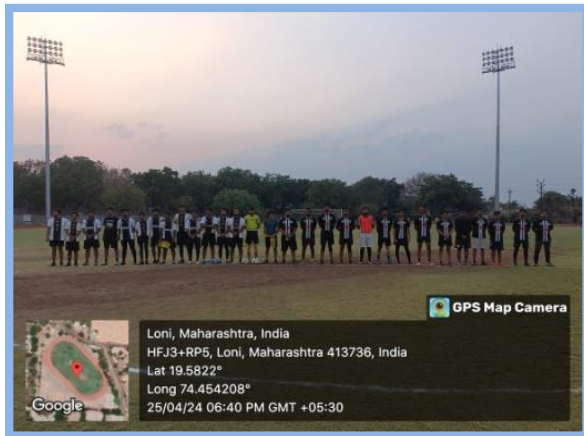 GPS Map Camera
Loni, Maharashtra, India
HFJ3+RP5, Loni, Maharashtra 413736, India
Lat 19.5822°
Long 74.454208°
25/04/24 06:40 PM GMT +05:30
Google